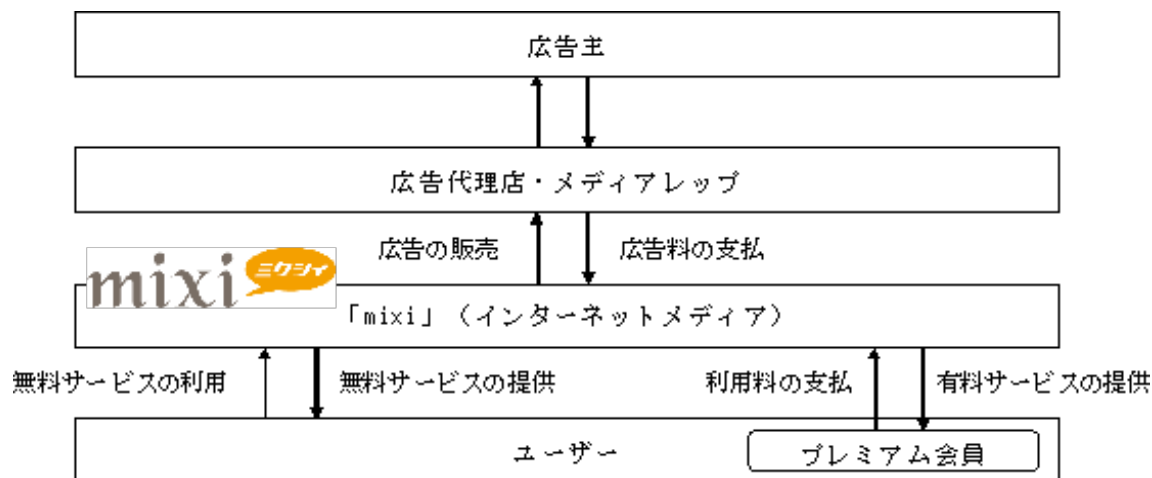 広告主
広告代理店・メディアレップ
広告の販売
広告料の支払
mixi ミクシィ
「mixi」（インターネットメディア）
無料サービスの利用
無料サービスの提供
利用料の支払
有料サービスの提供
ユーザー
プレミアム会員